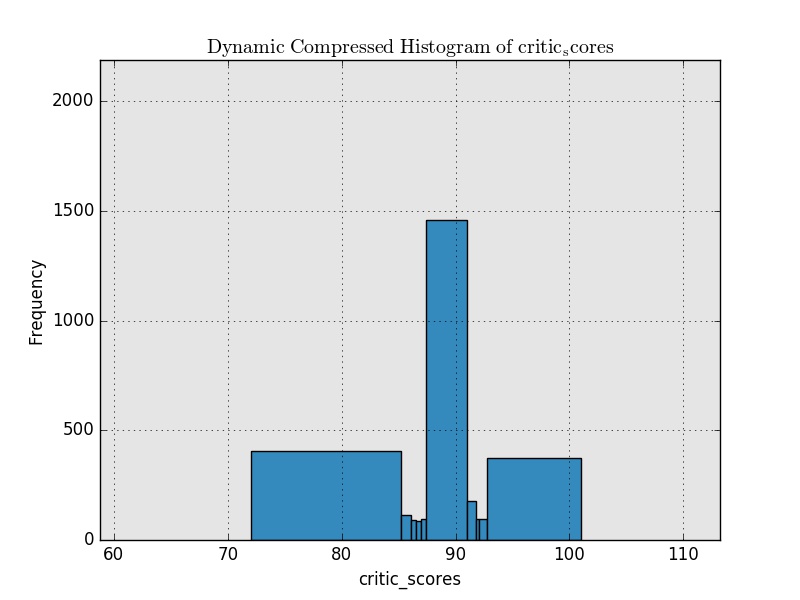 Dynamic Compressed Histogram of critic_scores
2000
1500
1000
500
0
Frequency
60 70 80 90 100 110
critic_scores